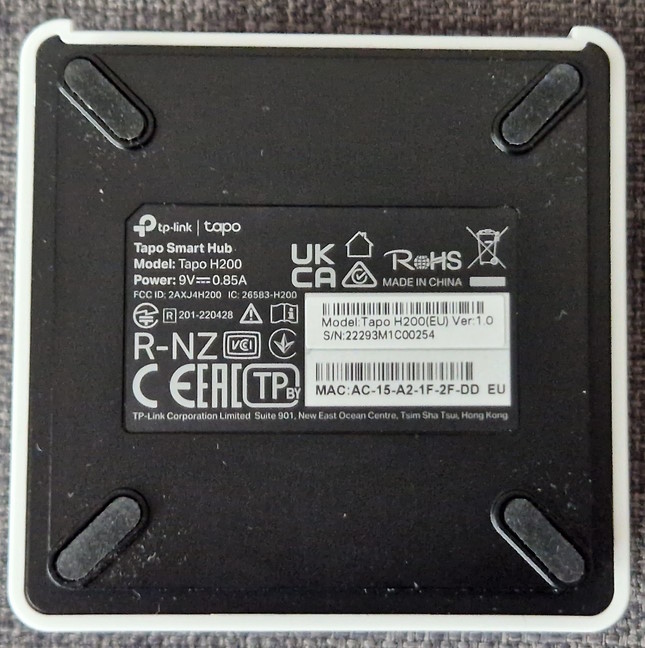 tp-link | tapo
Tapo Smart Hub
Model: Tapo H200
Power: 9V⎓0.85A
FCC ID: 2AXJ4H200 IC: 26583-H200
R 201-220428
R-NZ VCI
CE EAC TP BY
UK
CA
RoHS
MADE IN CHINA
Model:Tapo H200(EU) Ver:1.0
S/N:22293M1C00254
MAC:AC-15-A2-1F-2F-DD EU
TP-Link Corporation Limited Suite 901, New East Ocean Centre, Tsim Sha Tsui, Hong Kong